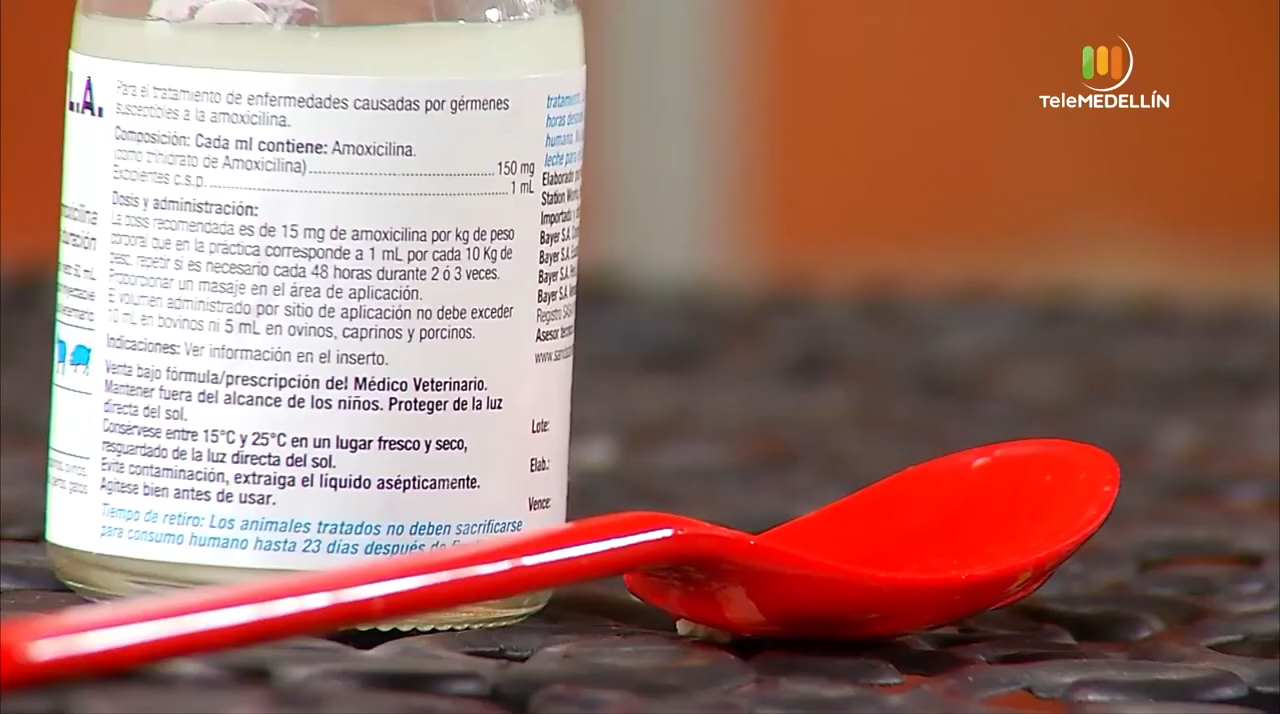 TeleMEDELLÍN
L.A.
Para el tratamiento de enfermedades causadas por gérmenes
susceptibles a la amoxicilina.
Composición: Cada ml contiene: Amoxicilina.
(como trihidrato de Amoxicilina)...........................................150 mg
Excipientes c.s.p.......................................................................1 mL
Dosis y administración:
La dosis recomendada es de 15 mg de amoxicilina por kg de peso
corporal que en la práctica corresponde a 1 mL por cada 10 Kg de
peso, repetir si es necesario cada 48 horas durante 2 ó 3 veces.
Proporcionar un masaje en el área de aplicación.
El volumen administrado por sitio de aplicación no debe exceder
10 mL en bovinos ni 5 mL en ovinos, caprinos y porcinos.
Indicaciones: Ver información en el inserto.
Venta bajo fórmula/prescripción del Médico Veterinario.
Mantener fuera del alcance de los niños. Proteger de la luz
directa del sol.
Consérvese entre 15°C y 25°C en un lugar fresco y seco,
resguardado de la luz directa del sol.
Evite contaminación, extraiga el líquido asépticamente.
Agítese bien antes de usar.
Tiempo de retiro: Los animales tratados no deben sacrificarse
para consumo humano hasta 23 días después
horas
leche para
Elaborado
Station
Bayer S.A.
Bayer S.A.
Bayer S.A.
Bayer S.A.
Registro
Asesor
Lote:
Elab.:
Vence: